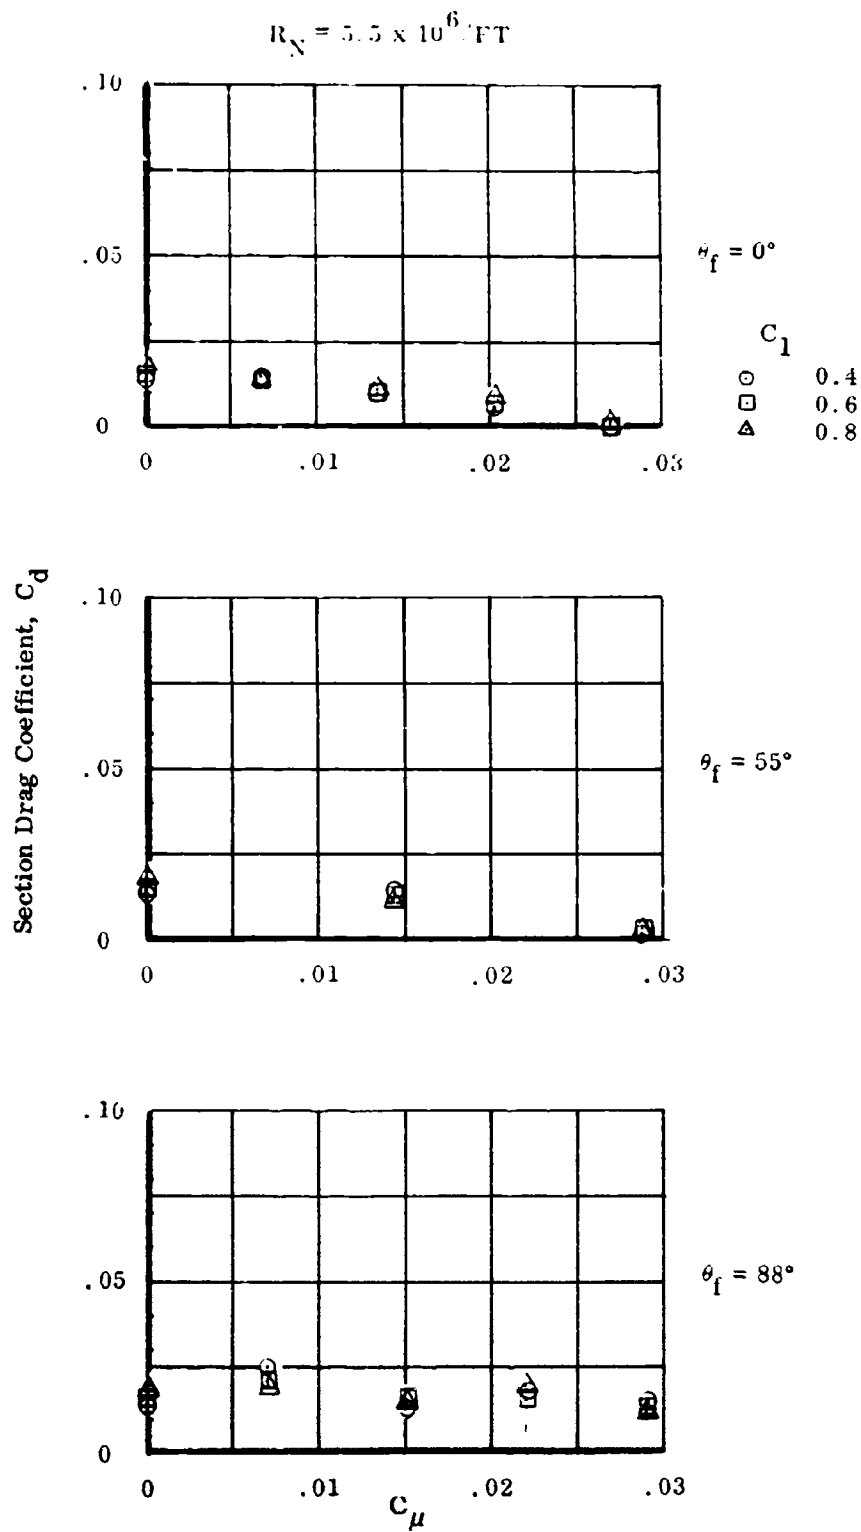 R_N = 5.5 x 10^6/FT
.10
.05
0
0 .01 .02 .03
θ_f = 0°
C_l
0.4
0.6
0.8
Section Drag Coefficient, C_d
.10
.05
0
0 .01 .02 .03
θ_f = 55°
.10
.05
0
0 .01 .02 .03
θ_f = 88°
C_μ